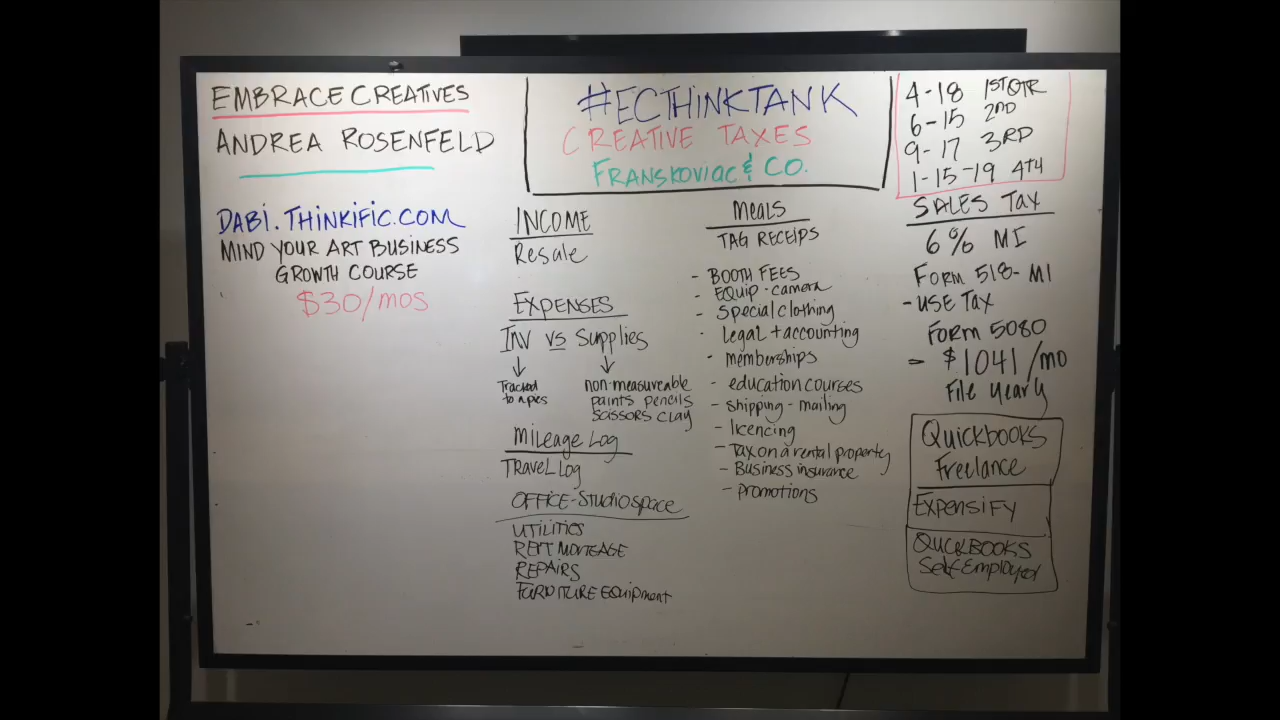 EMBRACE CREATIVES
ANDREA ROSENFELD
DABI.THINKIFIC.COM
MIND YOUR ART BUSINESS
GROWTH COURSE
$30/mos
#ECTHINKTANK
CREATIVE TAXES
FRANSKOVIAC & CO.
INCOME
Resale
EXPENSES
INV vs Supplies
Tracked
to apies
non-measureable
paints pencils
scissors clay
MiLeage Log
TRAVEL LOG
OFFICE-Studio space
UTILITIES
RENT MORTGAGE
REPAIRS
FURNITURE EQuipment
Meals
TAG RECEIPTS
- BOOTH FEES
- EQUIP - camera
- Special clothing
- legal + accounting
- memberships
- education courses
- shipping - mailing
- licencing
- Tax on a rental property
- Business insurance
- promotions
4-18 1ST QTR
6-15 2ND
9-17 3RD
1-15-19 4TH
SALES TAX
6% MI
FORM 518-MI
- USE TAX
FORM 5080
- $1041/mo
File yearly
Quickbooks
Freelance
EXPENSIFY
QUICKBOOKS
Self Employed